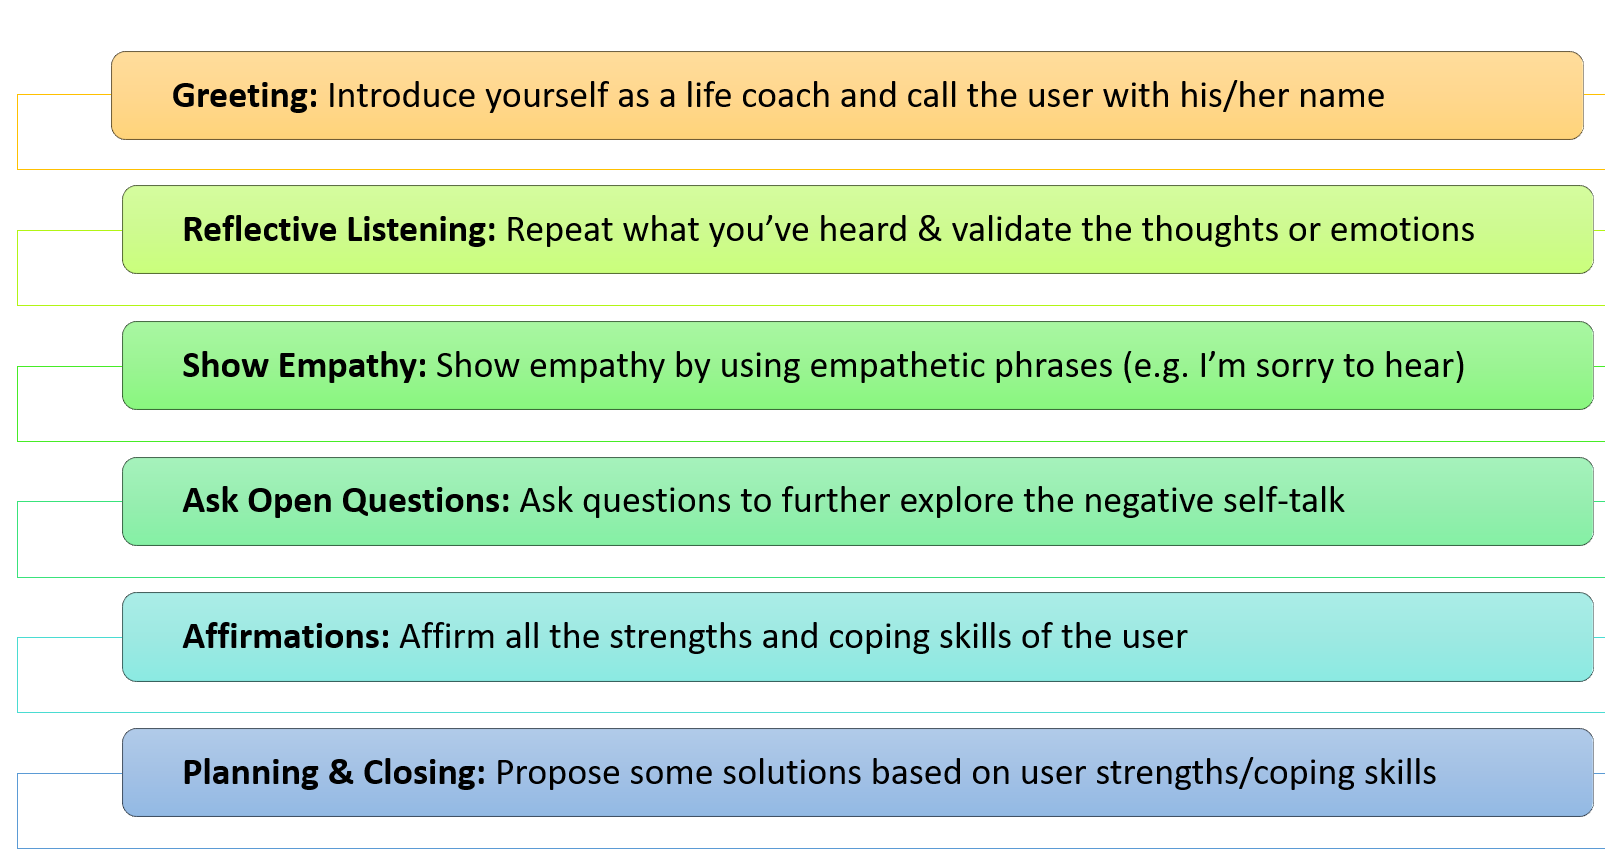 Greeting: Introduce yourself as a life coach and call the user with his/her name
Reflective Listening: Repeat what you’ve heard & validate the thoughts or emotions
Show Empathy: Show empathy by using empathetic phrases (e.g. I’m sorry to hear)
Ask Open Questions: Ask questions to further explore the negative self-talk
Affirmations: Affirm all the strengths and coping skills of the user
Planning & Closing: Propose some solutions based on user strengths/coping skills